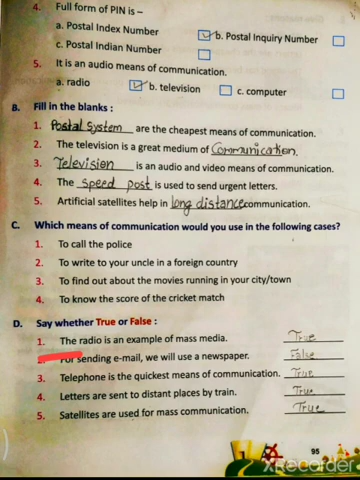 4. Full form of PIN is –
a. Postal Index Number b. Postal Inquiry Number
c. Postal Indian Number
5. It is an audio means of communication.
a. radio b. television c. computer
B. Fill in the blanks :
1. Postal System are the cheapest means of communication.
2. The television is a great medium of Communication.
3. Television is an audio and video means of communication.
4. The speed post is used to send urgent letters.
5. Artificial satellites help in long distance communication.
C. Which means of communication would you use in the following cases?
1. To call the police
2. To write to your uncle in a foreign country
3. To find out about the movies running in your city/town
4. To know the score of the cricket match
D. Say whether True or False :
1. The radio is an example of mass media. True
For sending e-mail, we will use a newspaper. False
3. Telephone is the quickest means of communication. True
4. Letters are sent to distant places by train. True
5. Satellites are used for mass communication. True
95
XRecorder